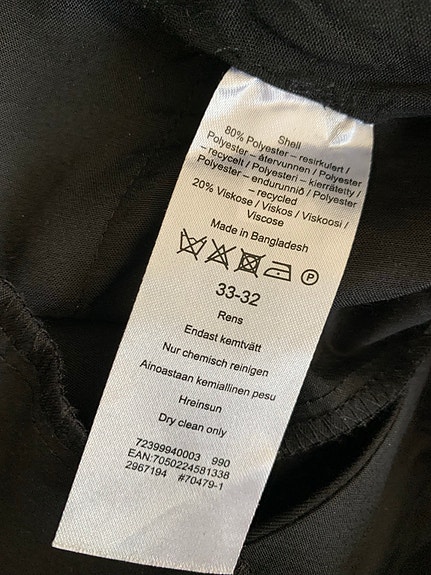 Shell
80% Polyester – resirkulert /
Polyester – återvunnen / Polyester
– recycelt / Polyesteri – kierrätetty /
Polyester – endurunnið / Polyester
– recycled
20% Viskose / Viskos / Viskoosi /
Viscose
Made in Bangladesh
P
33-32
Rens
Endast kemtvätt
Nur chemisch reinigen
Ainoastaan kemiallinen pesu
Hreinsun
Dry clean only
72399940003 990
EAN:7050224581338
2967194 #70479-1